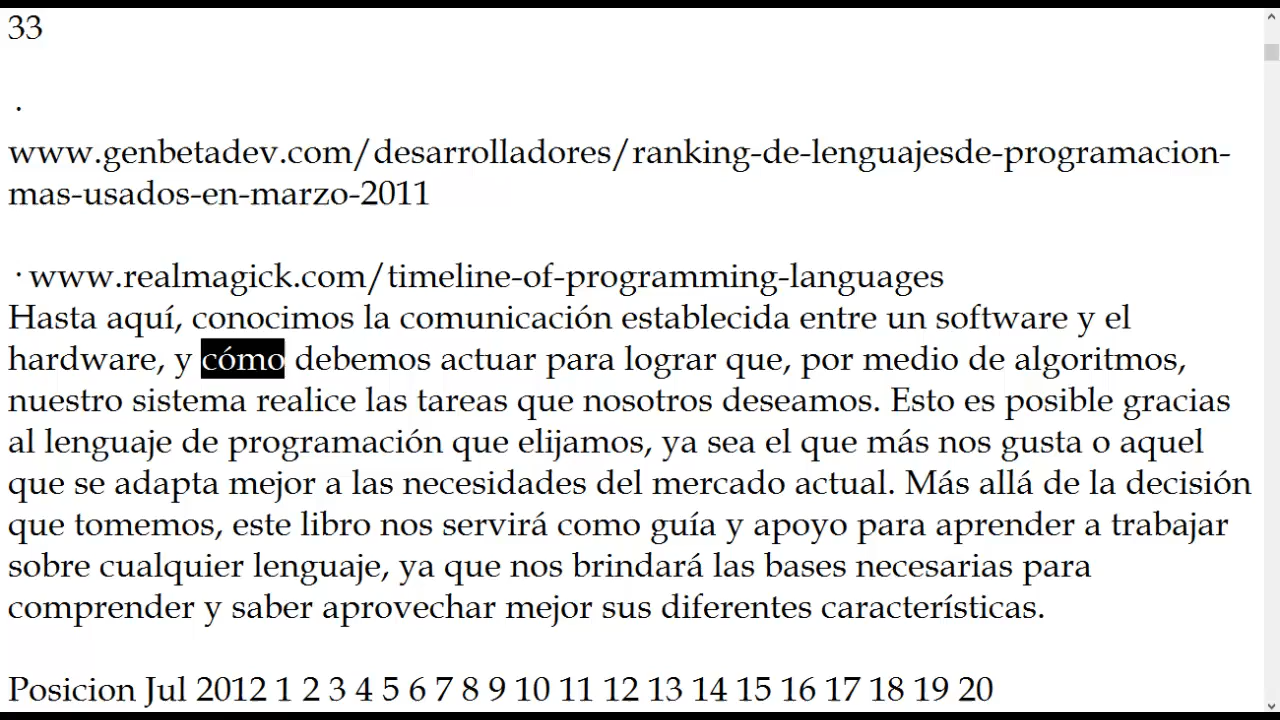 33
·
www.genbetadev.com/desarrolladores/ranking-de-lenguajesde-programacion-
mas-usados-en-marzo-2011
· www.realmagick.com/timeline-of-programming-languages
Hasta aquí, conocimos la comunicación establecida entre un software y el
hardware, y cómo debemos actuar para lograr que, por medio de algoritmos,
nuestro sistema realice las tareas que nosotros deseamos. Esto es posible gracias
al lenguaje de programación que elijamos, ya sea el que más nos gusta o aquel
que se adapta mejor a las necesidades del mercado actual. Más allá de la decisión
que tomemos, este libro nos servirá como guía y apoyo para aprender a trabajar
sobre cualquier lenguaje, ya que nos brindará las bases necesarias para
comprender y saber aprovechar mejor sus diferentes características.
Posicion Jul 2012 1 2 3 4 5 6 7 8 9 10 11 12 13 14 15 16 17 18 19 20